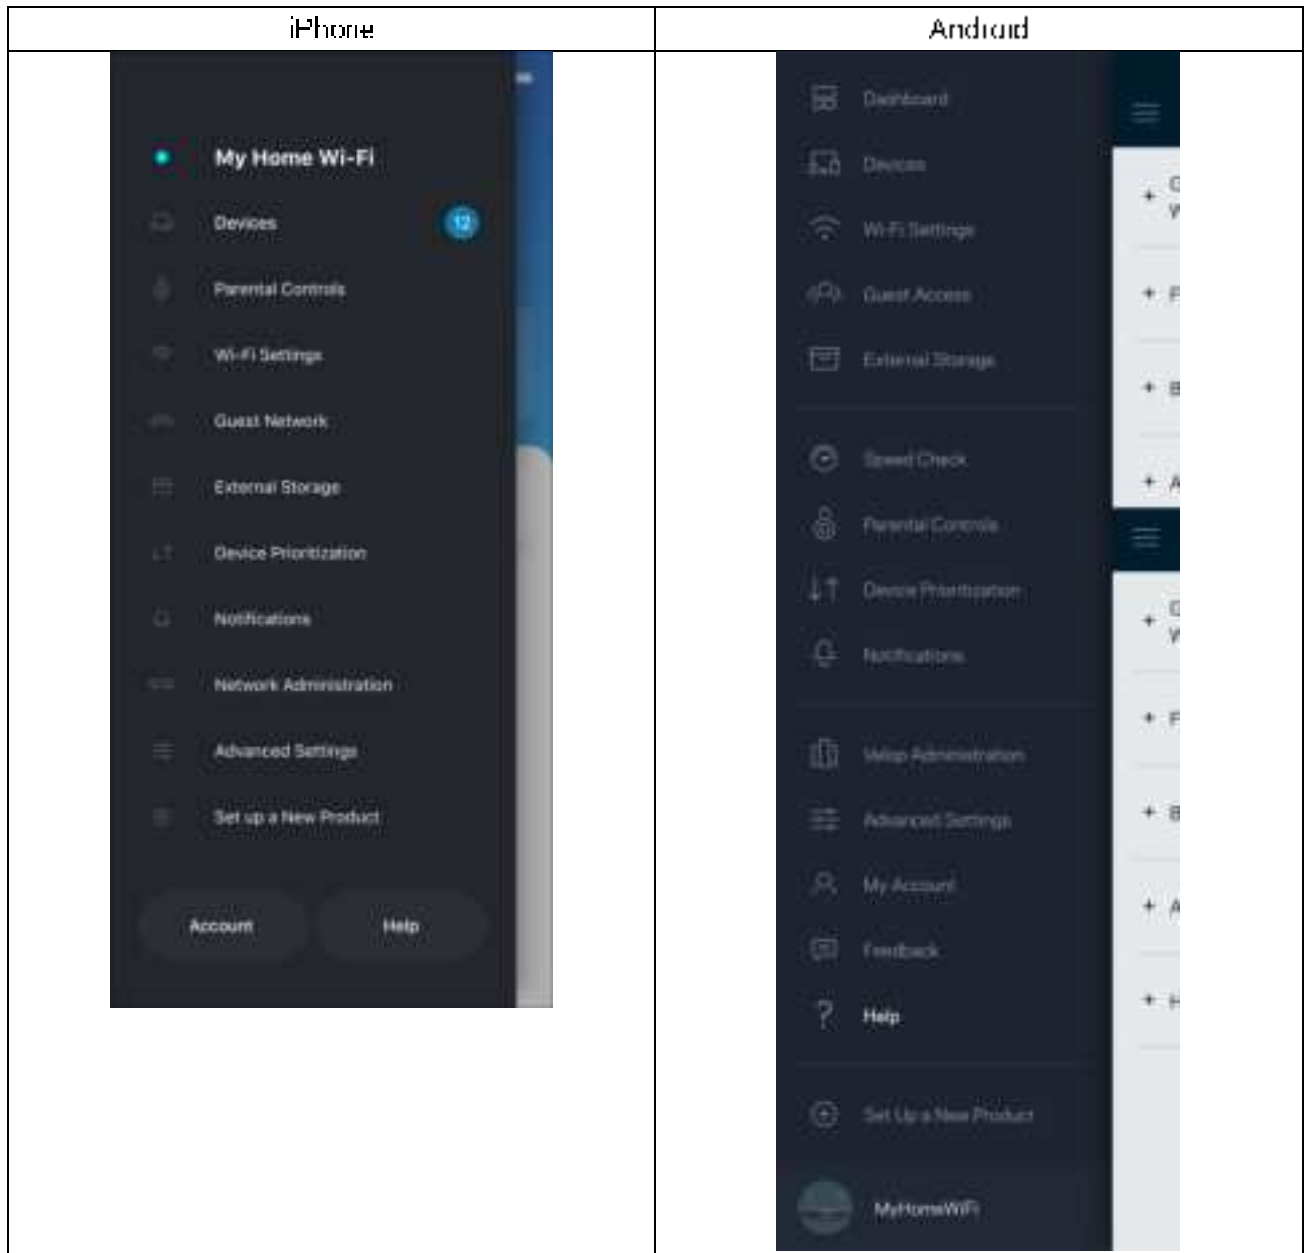 iPhone
Android
My Home Wi-Fi
Devices
12
Parental Controls
Wi-Fi Settings
Guest Network
External Storage
Device Prioritization
Notifications
Network Administration
Advanced Settings
Set up a New Product
Account
Help
Dashboard
Devices
Wi-Fi Settings
Guest Access
External Storage
Speed Check
Parental Controls
Device Prioritization
Notifications
Velop Administration
Advanced Settings
My Account
Feedback
Help
Set Up a New Product
MyHomeWiFi